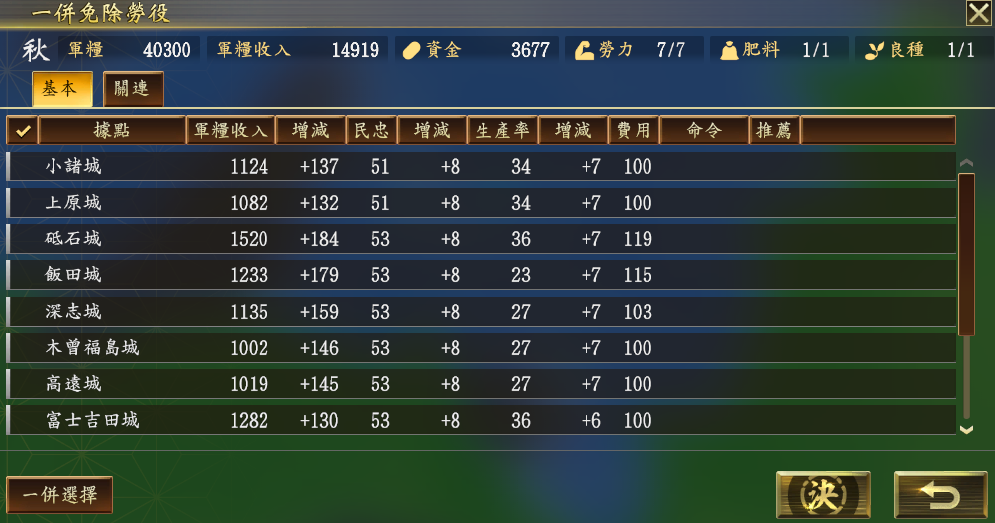 一併免除勞役
秋 軍糧 40300 軍糧收入 14919 資金 3677 勞力 7/7 肥料 1/1 良種 1/1
基本 關連
據點 軍糧收入 增減 民忠 增減 生產率 增減 費用 命令 推薦
小諸城 1124 +137 51 +8 34 +7 100
上原城 1082 +132 51 +8 34 +7 100
砥石城 1520 +184 53 +8 36 +7 119
飯田城 1233 +179 53 +8 23 +7 115
深志城 1135 +159 53 +8 27 +7 103
木曾福島城 1002 +146 53 +8 27 +7 100
高遠城 1019 +145 53 +8 27 +7 100
富士吉田城 1282 +130 53 +8 36 +6 100
一併選擇 決